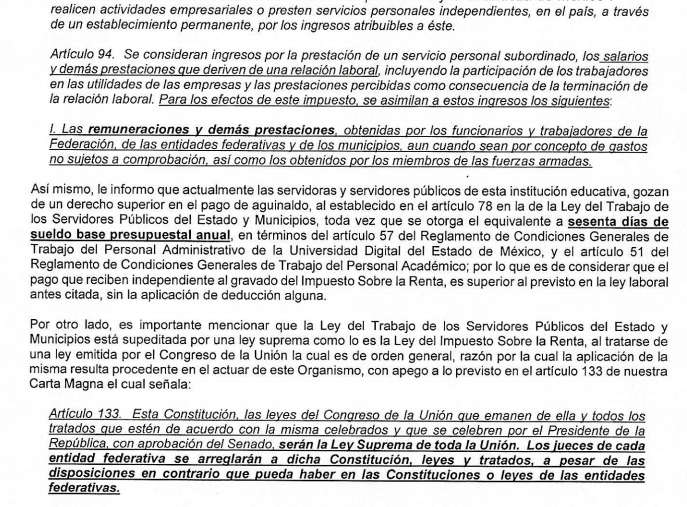 realicen actividades empresariales o presten servicios personales independientes, en el país, a través
de un establecimiento permanente, por los ingresos atribuibles a éste.
Artículo 94. Se consideran ingresos por la prestación de un servicio personal subordinado, los salarios
y demás prestaciones que deriven de una relación laboral, incluyendo la participación de los trabajadores
en las utilidades de las empresas y las prestaciones percibidas como consecuencia de la terminación de
la relación laboral. Para los efectos de este impuesto, se asimilan a estos ingresos los siguientes:
I. Las remuneraciones y demás prestaciones, obtenidas por los funcionarios y trabajadores de la
Federación, de las entidades federativas y de los municipios, aun cuando sean por concepto de gastos
no sujetos a comprobación, así como los obtenidos por los miembros de las fuerzas armadas.
Así mismo, le informo que actualmente las servidoras y servidores públicos de esta institución educativa, gozan
de un derecho superior en el pago de aguinaldo, al establecido en el artículo 78 en la de la Ley del Trabajo de
los Servidores Públicos del Estado y Municipios, toda vez que se otorga el equivalente a sesenta días de
sueldo base presupuestal anual, en términos del artículo 57 del Reglamento de Condiciones Generales de
Trabajo del Personal Administrativo de la Universidad Digital del Estado de México, y el artículo 51 del
Reglamento de Condiciones Generales de Trabajo del Personal Académico; por lo que es de considerar que el
pago que reciben independiente al gravado del Impuesto Sobre la Renta, es superior al previsto en la ley laboral
antes citada, sin la aplicación de deducción alguna.
Por otro lado, es importante mencionar que la Ley del Trabajo de los Servidores Públicos del Estado y
Municipios está supeditada por una ley suprema como lo es la Ley del Impuesto Sobre la Renta, al tratarse de
una ley emitida por el Congreso de la Unión la cual es de orden general, razón por la cual la aplicación de la
misma resulta procedente en el actuar de este Organismo, con apego a lo previsto en el artículo 133 de nuestra
Carta Magna el cual señala:
Artículo 133. Esta Constitución, las leyes del Congreso de la Unión que emanen de ella y todos los
tratados que estén de acuerdo con la misma celebrados y que se celebren por el Presidente de la
República, con aprobación del Senado, serán la Ley Suprema de toda la Unión. Los jueces de cada
entidad federativa se arreglarán a dicha Constitución, leyes y tratados, a pesar de las
disposiciones en contrario que pueda haber en las Constituciones o leyes de las entidades
federativas.